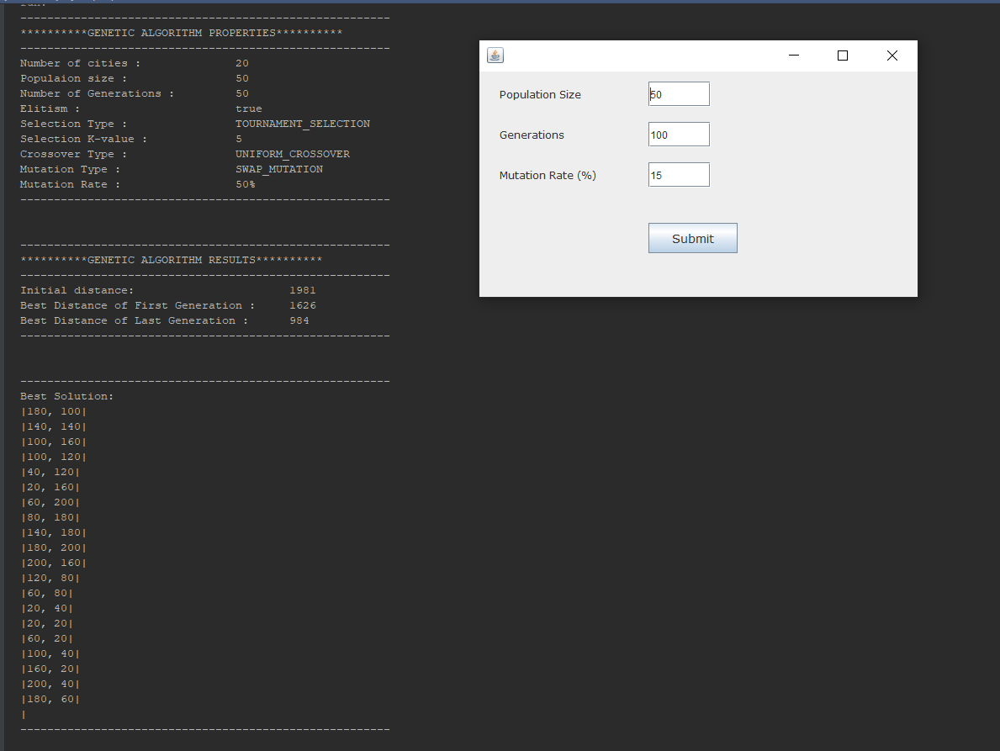 -------------------------------------------------------
**********GENETIC ALGORITHM PROPERTIES**********
-------------------------------------------------------
Number of cities : 20
Populaion size : 50
Number of Generations : 50
Elitism : true
Selection Type : TOURNAMENT_SELECTION
Selection K-value : 5
Crossover Type : UNIFORM_CROSSOVER
Mutation Type : SWAP_MUTATION
Mutation Rate : 50%
-------------------------------------------------------
-------------------------------------------------------
**********GENETIC ALGORITHM RESULTS**********
-------------------------------------------------------
Initial distance: 1981
Best Distance of First Generation : 1626
Best Distance of Last Generation : 984
-------------------------------------------------------
-------------------------------------------------------
Best Solution:
|180, 100|
|140, 140|
|100, 160|
|100, 120|
|40, 120|
|20, 160|
|60, 200|
|80, 180|
|140, 180|
|180, 200|
|200, 160|
|120, 80|
|60, 80|
|20, 40|
|20, 20|
|60, 20|
|100, 40|
|160, 20|
|200, 40|
|180, 60|
|
-------------------------------------------------------
Population Size 50
Generations 100
Mutation Rate (%) 15
Submit